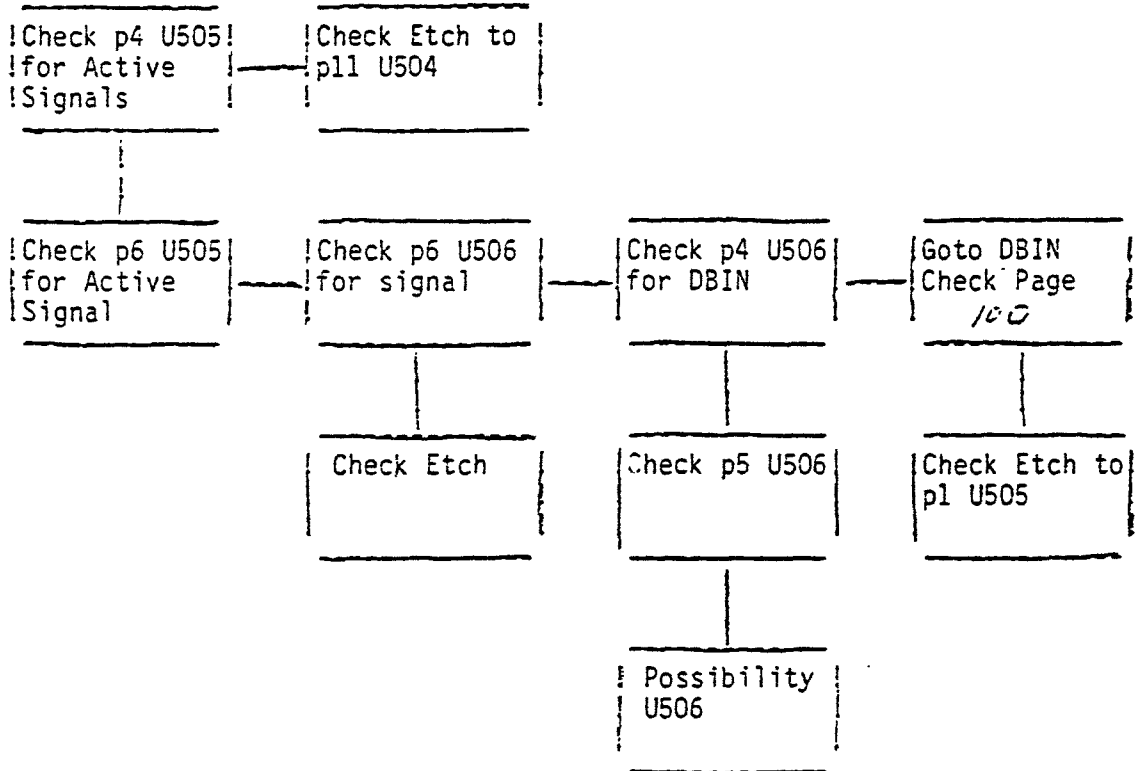 Check p4 U505
for Active
Signals
Check Etch to
p11 U504
Check p6 U505
for Active
Signal
Check p6 U506
for signal
Check p4 U506
for DBIN
Goto DBIN
Check Page
100
Check Etch
Check p5 U506
Check Etch to
p1 U505
Possibility
U506